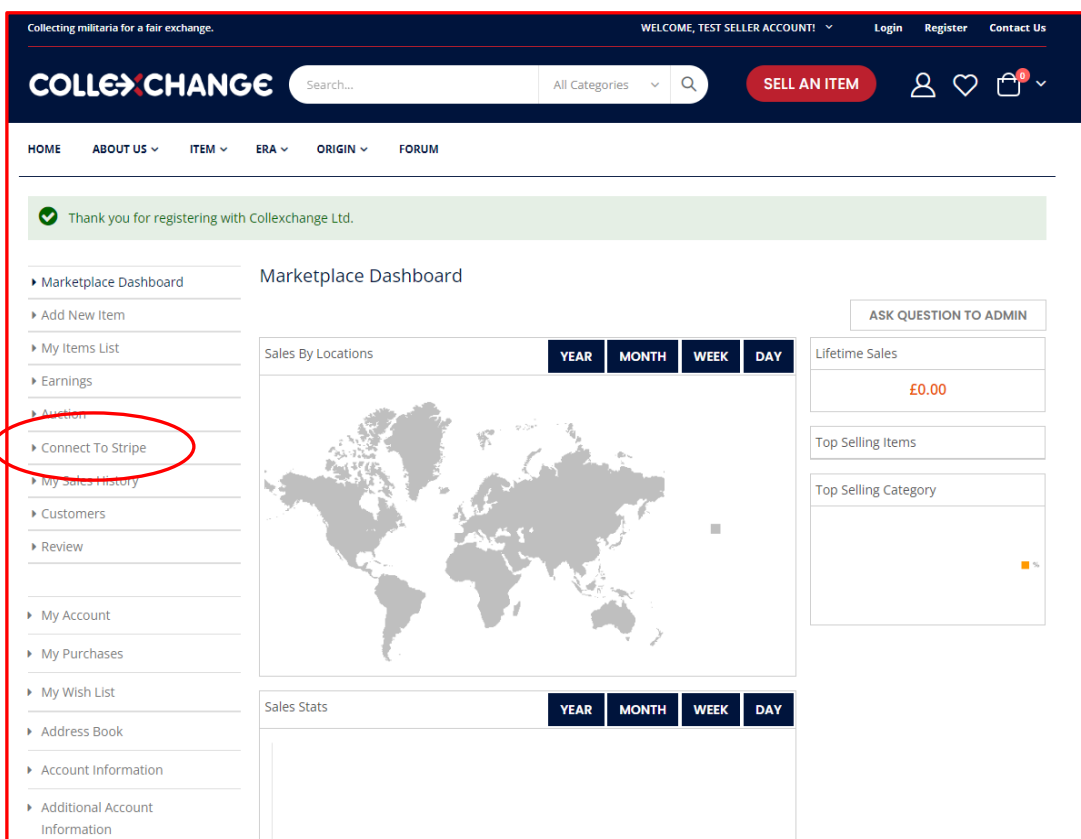 Collecting militaria for a fair exchange.
WELCOME, TEST SELLER ACCOUNT!
Login Register Contact Us
COLLEXCHANGE
Search...
All Categories
SELL AN ITEM
0
HOME ABOUT US ITEM ERA ORIGIN FORUM
Thank you for registering with Collexchange Ltd.
Marketplace Dashboard
Add New Item
My Items List
Earnings
Auction
Connect To Stripe
My Sales History
Customers
Review
My Account
My Purchases
My Wish List
Address Book
Account Information
Additional Account
Information
Marketplace Dashboard
ASK QUESTION TO ADMIN
Sales By Locations
YEAR MONTH WEEK DAY
Lifetime Sales
£0.00
Top Selling Items
Top Selling Category
%
Sales Stats
YEAR MONTH WEEK DAY